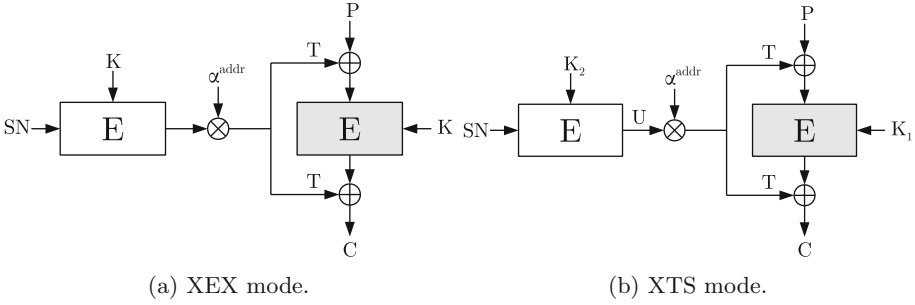 P
T
K
α^addr
SN
E
E
K
T
C
(a) XEX mode.
P
T
K₂
α^addr
SN
E
U
E
K₁
T
C
(b) XTS mode.